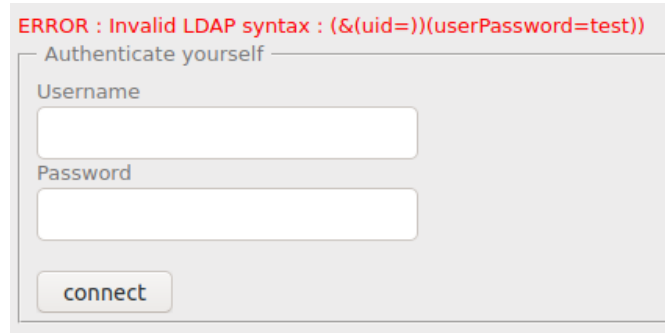 ERROR : Invalid LDAP syntax : (&(uid=))(userPassword=test))
Authenticate yourself
Username
Password
connect